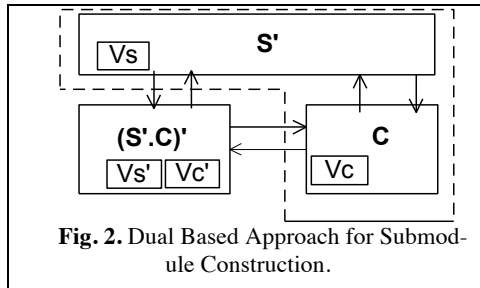 S'
Vs
(S'.C)'
C
Vs' Vc'
Vc
Fig. 2. Dual Based Approach for Submod-
ule Construction.